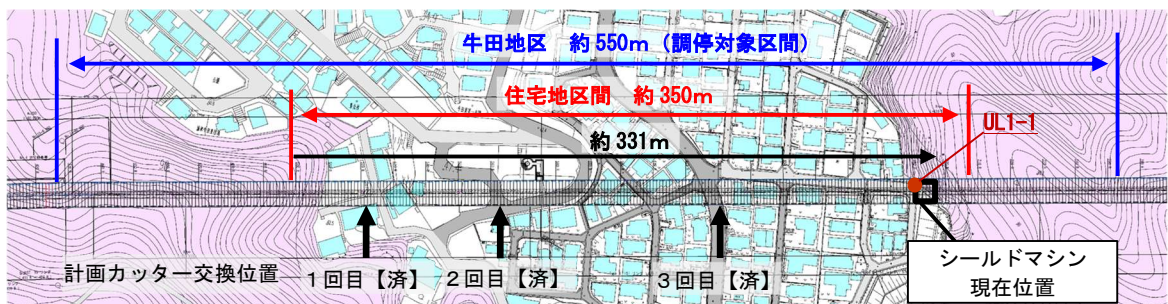 牛田地区 約550m（調停対象区間）
住宅地区間 約350m
UL1-1
約331m
計画カッター交換位置
1回目【済】
2回目【済】
3回目【済】
シールドマシン
現在位置